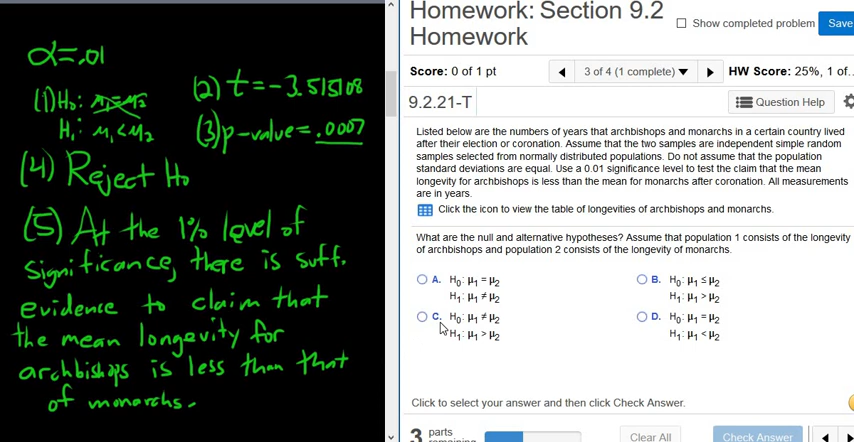 α=.01
(1) H₀: μ₁=μ₂
H₁: μ₁<μ₂
(2) t=-3.515108
(3) p-value=.0007
(4) Reject H₀
(5) At the 1% level of
significance, there is suff.
evidence to claim that
the mean longevity for
archbishops is less than that
of monarchs.
Homework: Section 9.2
Homework
Show completed problem
Save
Score: 0 of 1 pt
3 of 4 (1 complete)
HW Score: 25%, 1 of..
9.2.21-T
Question Help
Listed below are the numbers of years that archbishops and monarchs in a certain country lived
after their election or coronation. Assume that the two samples are independent simple random
samples selected from normally distributed populations. Do not assume that the population
standard deviations are equal. Use a 0.01 significance level to test the claim that the mean
longevity for archbishops is less than the mean for monarchs after coronation. All measurements
are in years.
Click the icon to view the table of longevities of archbishops and monarchs.
What are the null and alternative hypotheses? Assume that population 1 consists of the longevity
of archbishops and population 2 consists of the longevity of monarchs.
A. H₀: μ₁ = μ₂
H₁: μ₁ ≠ μ₂
B. H₀: μ₁ ≤ μ₂
H₁: μ₁ > μ₂
C. H₀: μ₁ ≠ μ₂
H₁: μ₁ > μ₂
D. H₀: μ₁ = μ₂
H₁: μ₁ < μ₂
Click to select your answer and then click Check Answer.
3 parts
remaining
Clear All
Check Answer